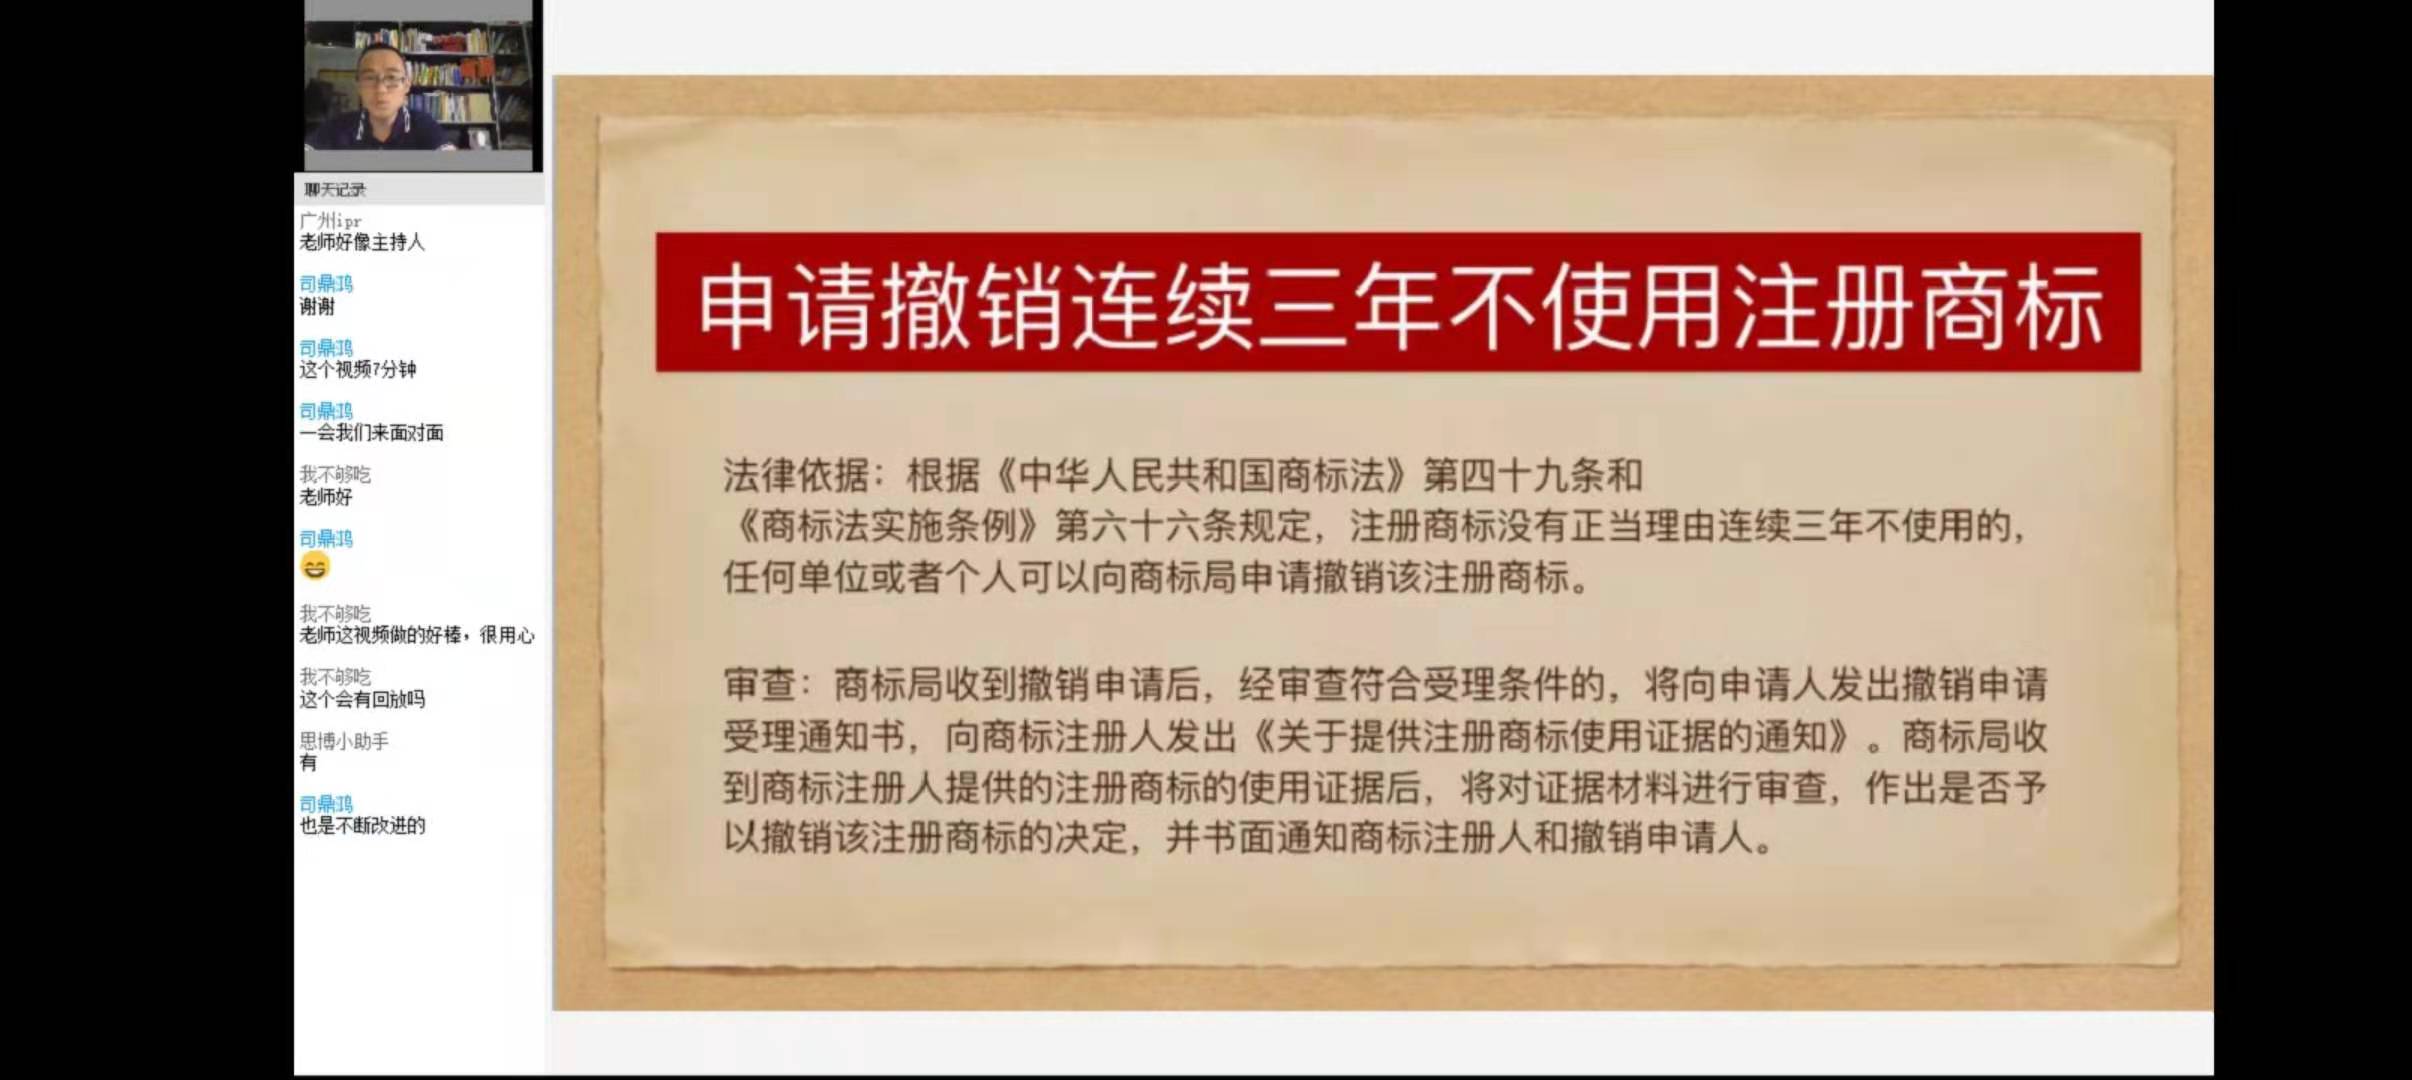 聊天记录
广州ipr
老师好像主持人
司鼎鸿
谢谢
司鼎鸿
这个视频7分钟
司鼎鸿
一会我们来面对面
我不够吃
老师好
司鼎鸿
我不够吃
老师这视频做的好棒，很用心
我不够吃
这个会有回放吗
思博小助手
有
司鼎鸿
也是不断改进的
申请撤销连续三年不使用注册商标
法律依据：根据《中华人民共和国商标法》第四十九条和
《商标法实施条例》第六十六条规定，注册商标没有正当理由连续三年不使用的，
任何单位或者个人可以向商标局申请撤销该注册商标。
审查：商标局收到撤销申请后，经审查符合受理条件的，将向申请人发出撤销申请
受理通知书，向商标注册人发出《关于提供注册商标使用证据的通知》。商标局收
到商标注册人提供的注册商标的使用证据后，将对证据材料进行审查，作出是否予
以撤销该注册商标的决定，并书面通知商标注册人和撤销申请人。